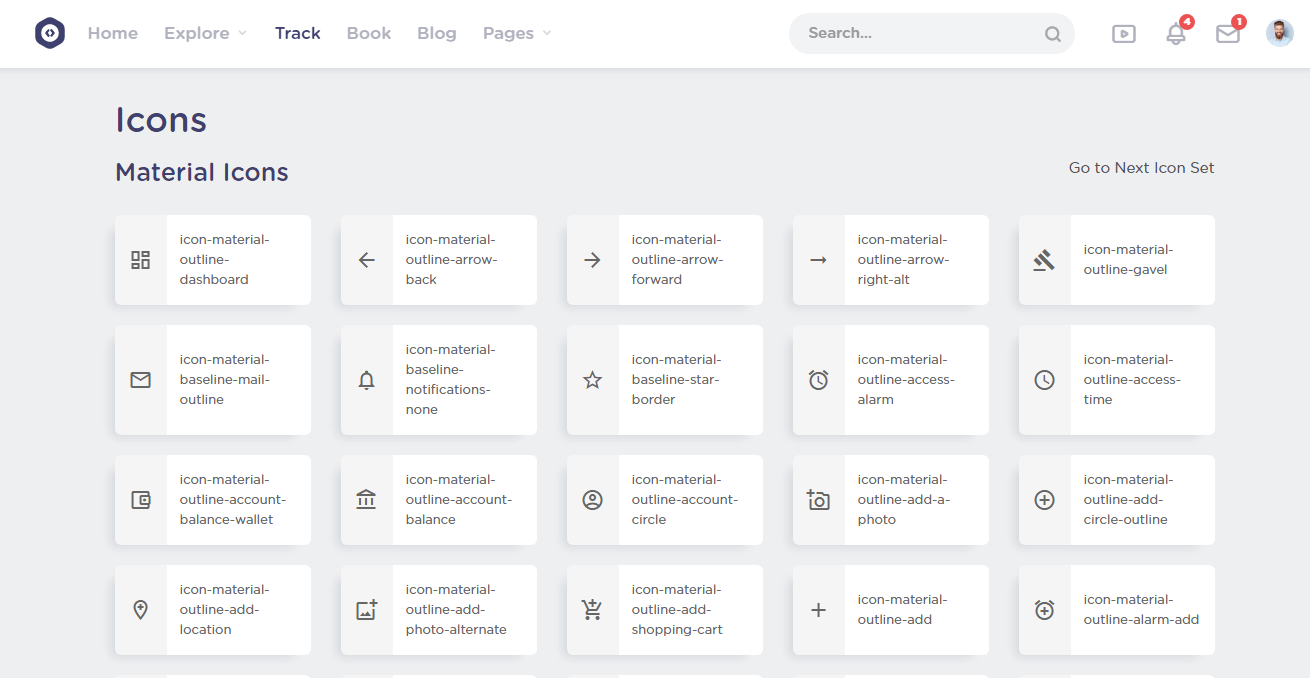 Home Explore Track Book Blog Pages Search... 4 1
Icons
Material Icons
Go to Next Icon Set
icon-material-
outline-
dashboard
icon-material-
outline-arrow-
back
icon-material-
outline-arrow-
forward
icon-material-
outline-arrow-
right-alt
icon-material-
outline-gavel
icon-material-
baseline-mail-
outline
icon-material-
baseline-
notifications-
none
icon-material-
baseline-star-
border
icon-material-
outline-access-
alarm
icon-material-
outline-access-
time
icon-material-
outline-account-
balance-wallet
icon-material-
outline-account-
balance
icon-material-
outline-account-
circle
icon-material-
outline-add-a-
photo
icon-material-
outline-add-
circle-outline
icon-material-
outline-add-
location
icon-material-
outline-add-
photo-alternate
icon-material-
outline-add-
shopping-cart
icon-material-
outline-add
icon-material-
outline-alarm-add